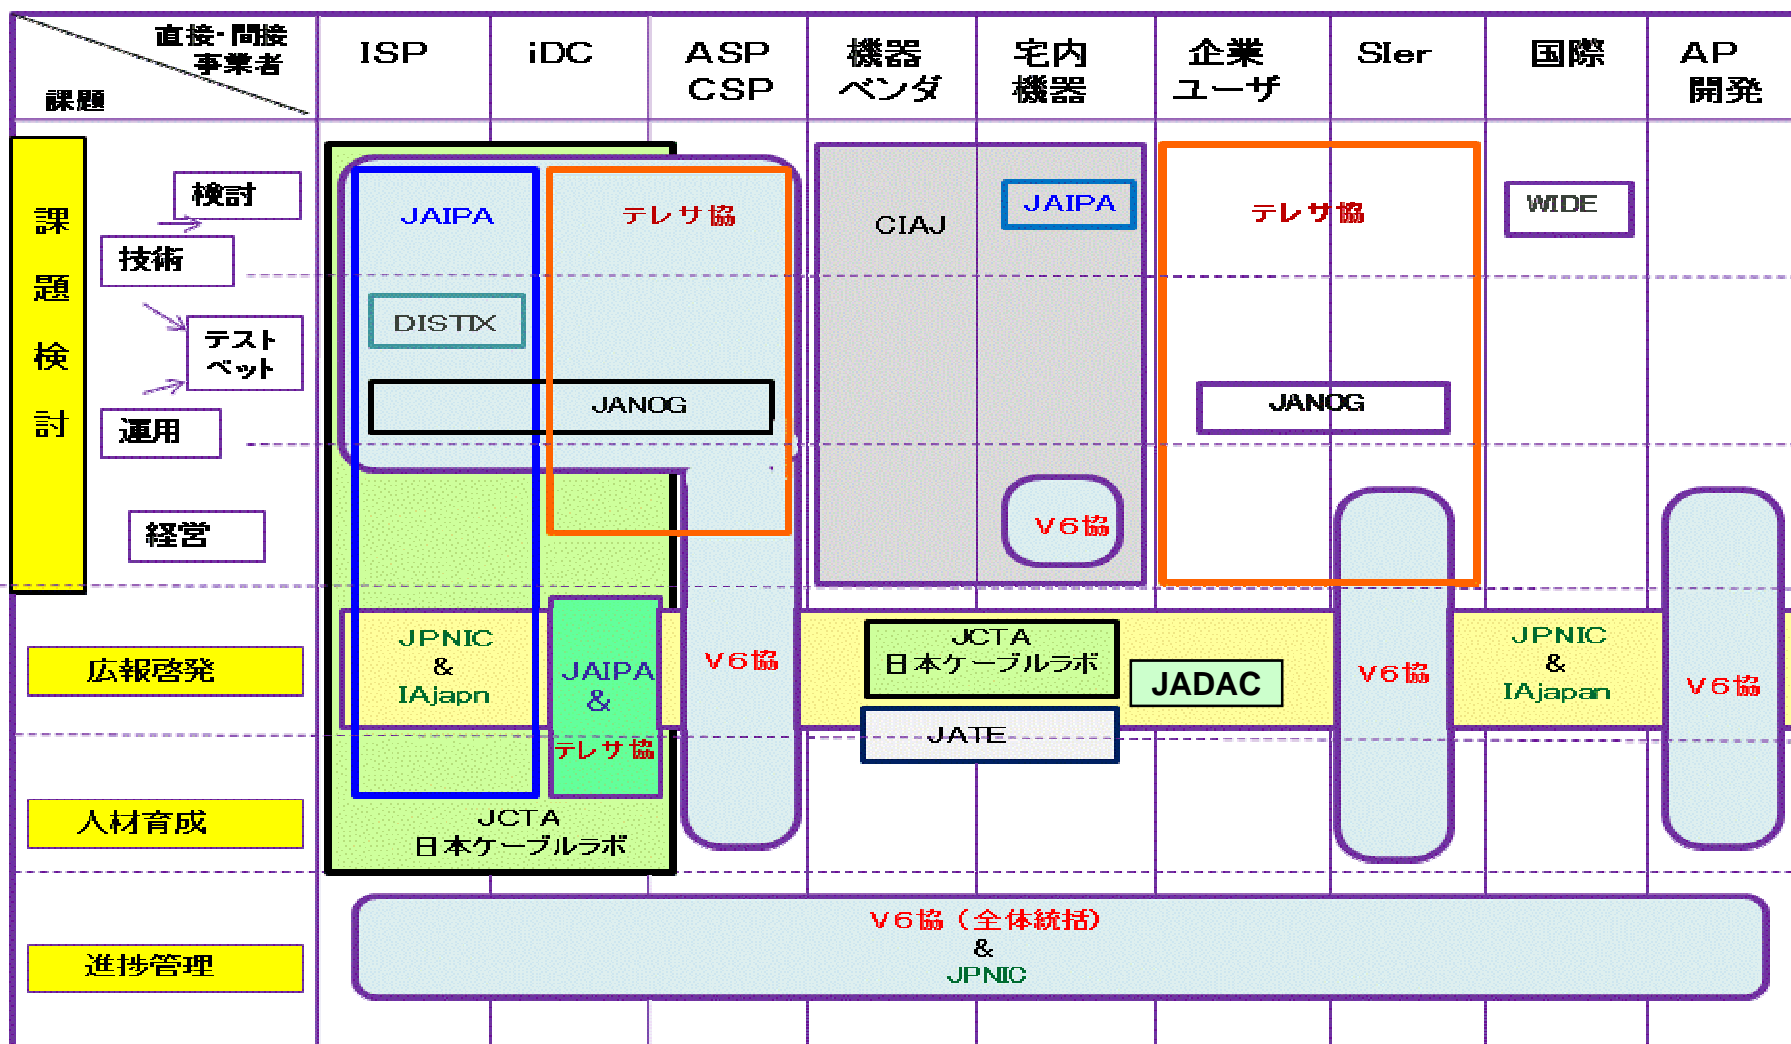 直接・間接
事業者
課題
ISP
iDC
ASP
CSP
機器
ベンダ
宅内
機器
企業
ユーザ
SIer
国際
AP
開発
課題検討
検討
技術
テスト
ベット
運用
経営
JAIPA
テレサ協
DISTIX
JANOG
CIAJ
JAIPA
V6協
テレサ協
JANOG
WIDE
広報啓発
JPNIC
&
IAjapn
JAIPA
&
テレサ協
V6協
JCTA
日本ケーブルラボ
JADAC
JATE
V6協
JPNIC
&
IAjapan
V6協
人材育成
JCTA
日本ケーブルラボ
進捗管理
V6協（全体統括）
&
JPNIC